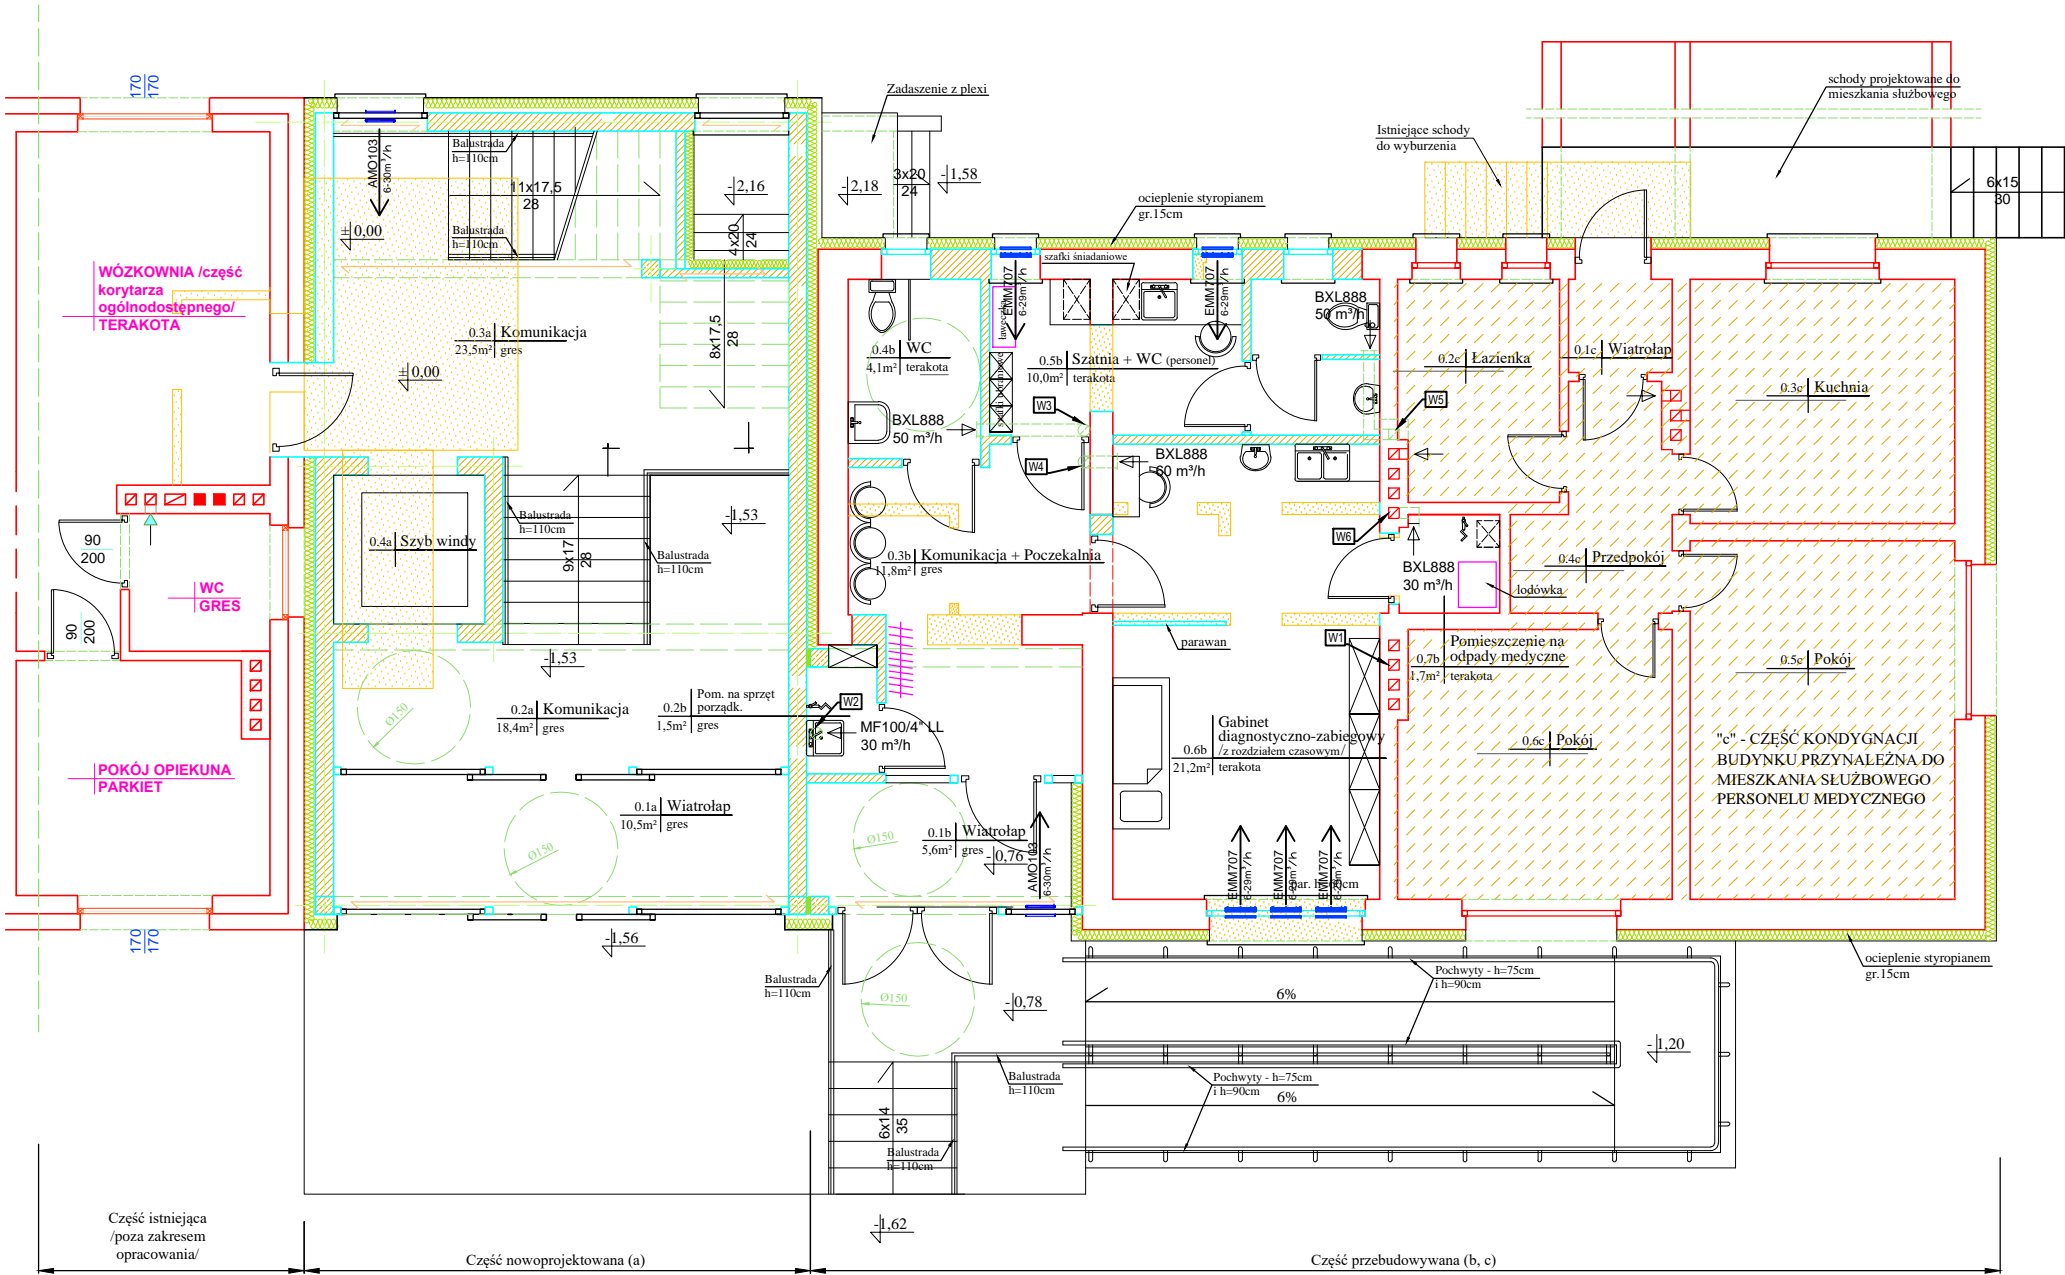 170
170
Zadaszenie z plexi
schody projektowane do
mieszkania służbowego
Istniejące schody
do wyburzenia
AMO103
6-30m³/h
Balustrada
h=110cm
11x17,5
28
Balustrada
h=110cm
± 0,00
-2,16
4x20
24
-2,18
3x20
24
-1,58
ocieplenie styropianem
gr.15cm
6x15
30
WÓZKOWNIA /część
korytarza
ogólnodostępnego/
TERAKOTA
0.3a Komunikacja
23,5m² gres
± 0,00
8x17,5
28
szafki śniadaniowe
EMM707
6-29m³/h
EMM707
6-29m³/h
BXL888
50 m³/h
0.4b WC
4,1m² terakota
0.5b Szatnia + WC (personel)
10,0m² terakota
0.2c Łazienka
0.1c Wiatrołap
0.3c Kuchnia
BXL888
50 m³/h
W3
W4
W5
BXL888
60 m³/h
90
200
90
200
WC
GRES
0.4a Szyb windy
Balustrada
h=110cm
9x17
28
-1,53
Balustrada
h=110cm
0.3b Komunikacja + Poczekalnia
11,8m² gres
W6
BXL888
30 m³/h
lodówka
0.4c Przedpokój
parawan
W1
Pomieszczenie na
odpady medyczne
0.7b
1,7m² terakota
0.5c Pokój
-1,53
Ø150
0.2a Komunikacja
18,4m² gres
Pom. na sprzęt
porządk.
0.2b
1,5m² gres
W2
MF100/4" LL
30 m³/h
Gabinet
diagnostyczno-zabiegowy
/z rozdziałem czasowym/
0.6b
21,2m² terakota
0.6c Pokój
"c" - CZĘŚĆ KONDYGNACJI
BUDYNKU PRZYNALEŻNA DO
MIESZKANIA SŁUŻBOWEGO
PERSONELU MEDYCZNEGO
POKÓJ OPIEKUNA
PARKIET
0.1a Wiatrołap
10,5m² gres
Ø150
Ø150
0.1b Wiatrołap
5,6m² gres
-0,76
AMO103
6-30m³/h
EMM707
6-29m³/h
EMM707
6-29m³/h
EMM707
6-29m³/h
170
170
-1,56
Balustrada
h=110cm
Ø150
-0,78
Pochwyty - h=75cm
i h=90cm
6%
-1,20
ocieplenie styropianem
gr.15cm
Balustrada
h=110cm
Pochwyty - h=75cm
i h=90cm
6%
6x14
35
Balustrada
h=110cm
-1,62
Część istniejąca
/poza zakresem
opracowania/
Część nowoprojektowana (a)
Część przebudowywana (b, c)